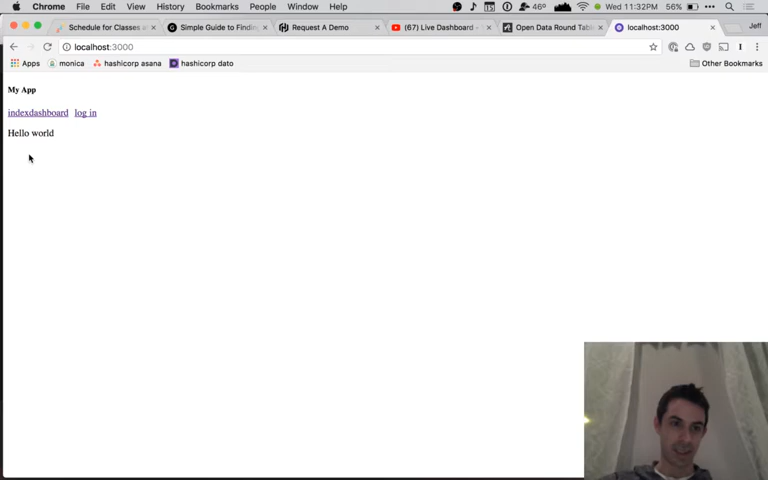 Chrome File Edit View History Bookmarks People Window Help 46° Wed 11:32PM 56%
Schedule for Classes a
Simple Guide to Findin
Request A Demo
(67) Live Dashboard -
Open Data Round Tabl
localhost:3000
Jeff
localhost:3000
Apps monica hashicorp asana hashicorp dato Other Bookmarks
My App
indexdashboard log in
Hello world